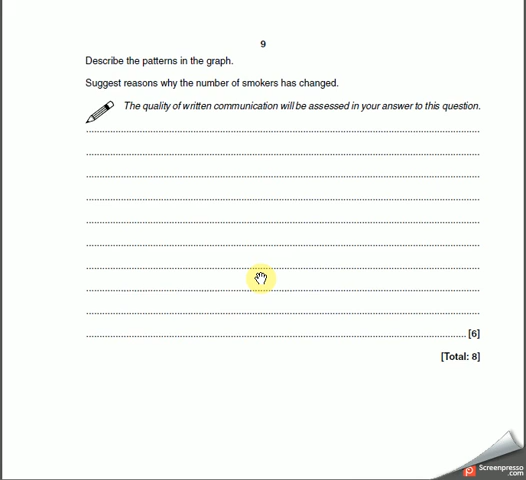 9
Describe the patterns in the graph.
Suggest reasons why the number of smokers has changed.
The quality of written communication will be assessed in your answer to this question.
[6]
[Total: 8]
Screenpresso
.com